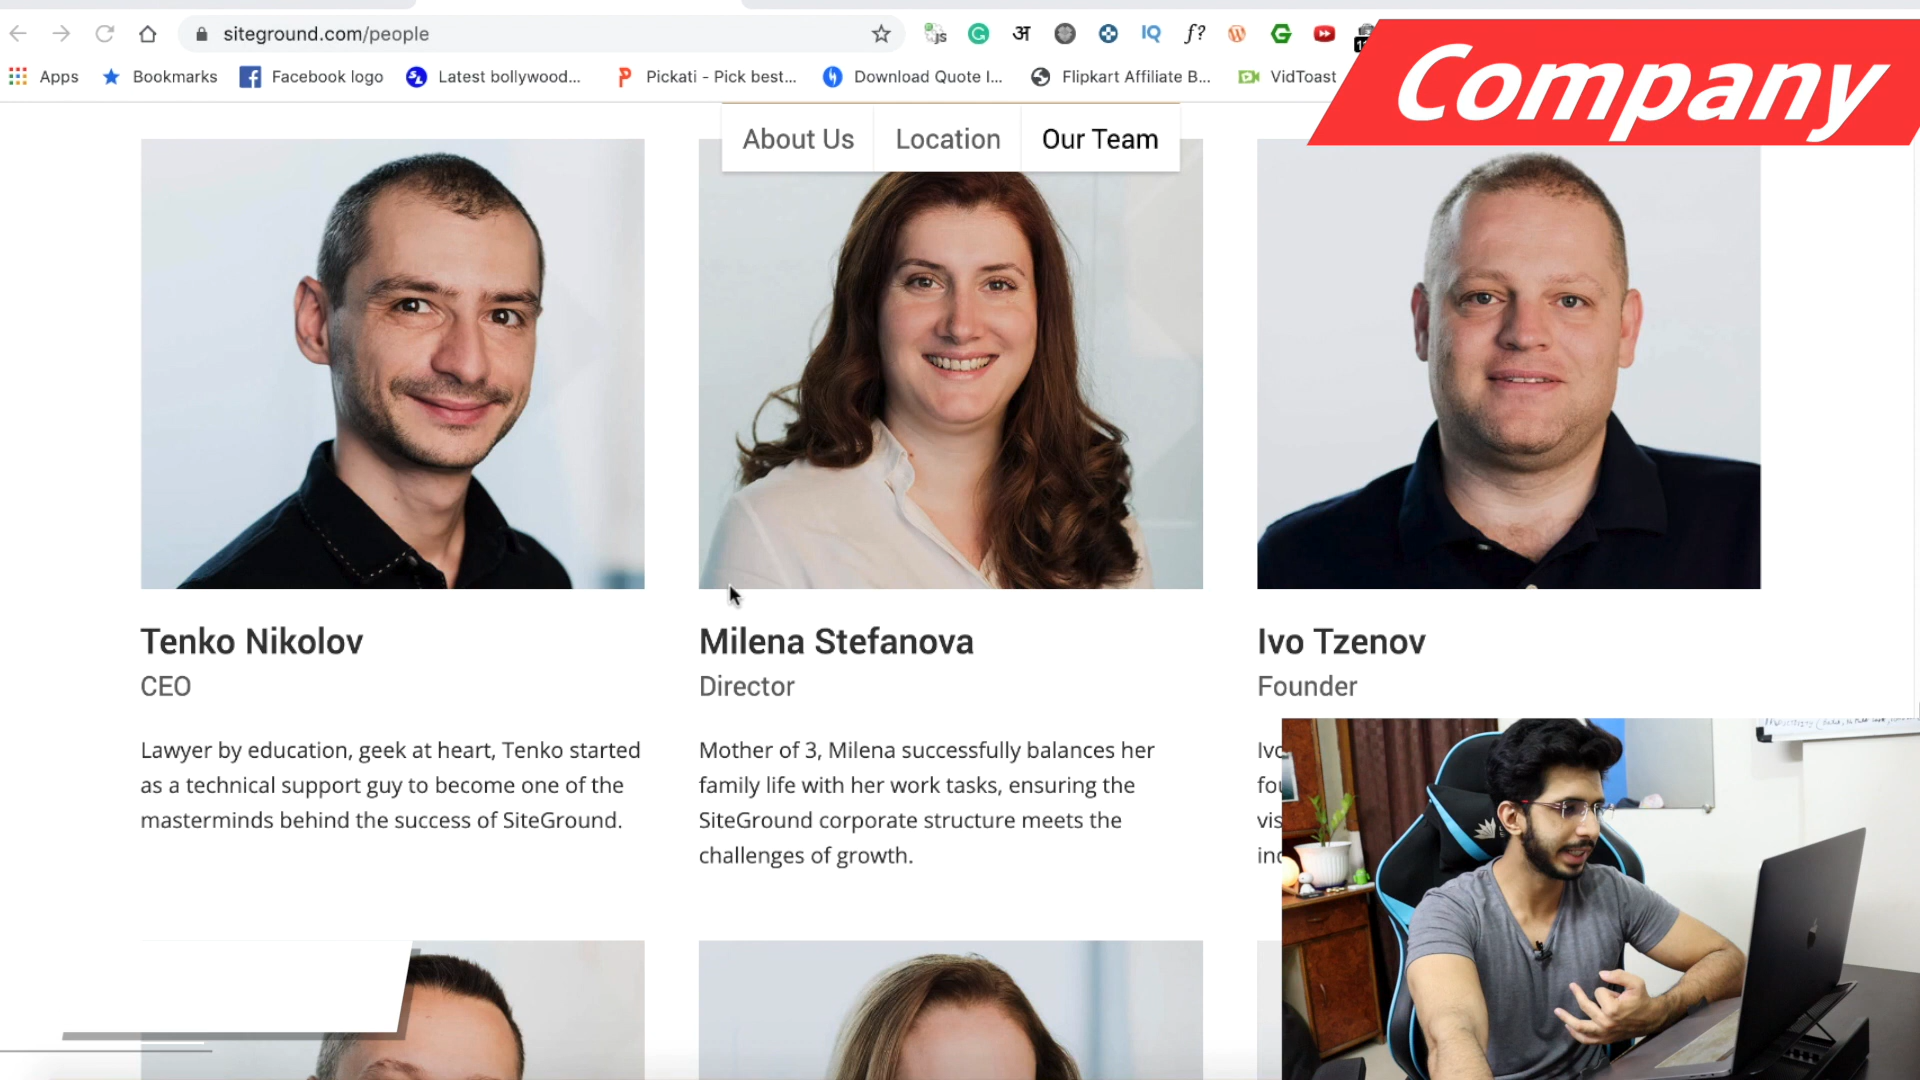 siteground.com/people
Apps
Bookmarks
Facebook logo
Latest bollywood...
Pickati - Pick best...
Download Quote I...
Flipkart Affiliate B...
VidToast
Company
About Us
Location
Our Team
Tenko Nikolov
CEO
Lawyer by education, geek at heart, Tenko started
as a technical support guy to become one of the
masterminds behind the success of SiteGround.
Milena Stefanova
Director
Mother of 3, Milena successfully balances her
family life with her work tasks, ensuring the
SiteGround corporate structure meets the
challenges of growth.
Ivo Tzenov
Founder